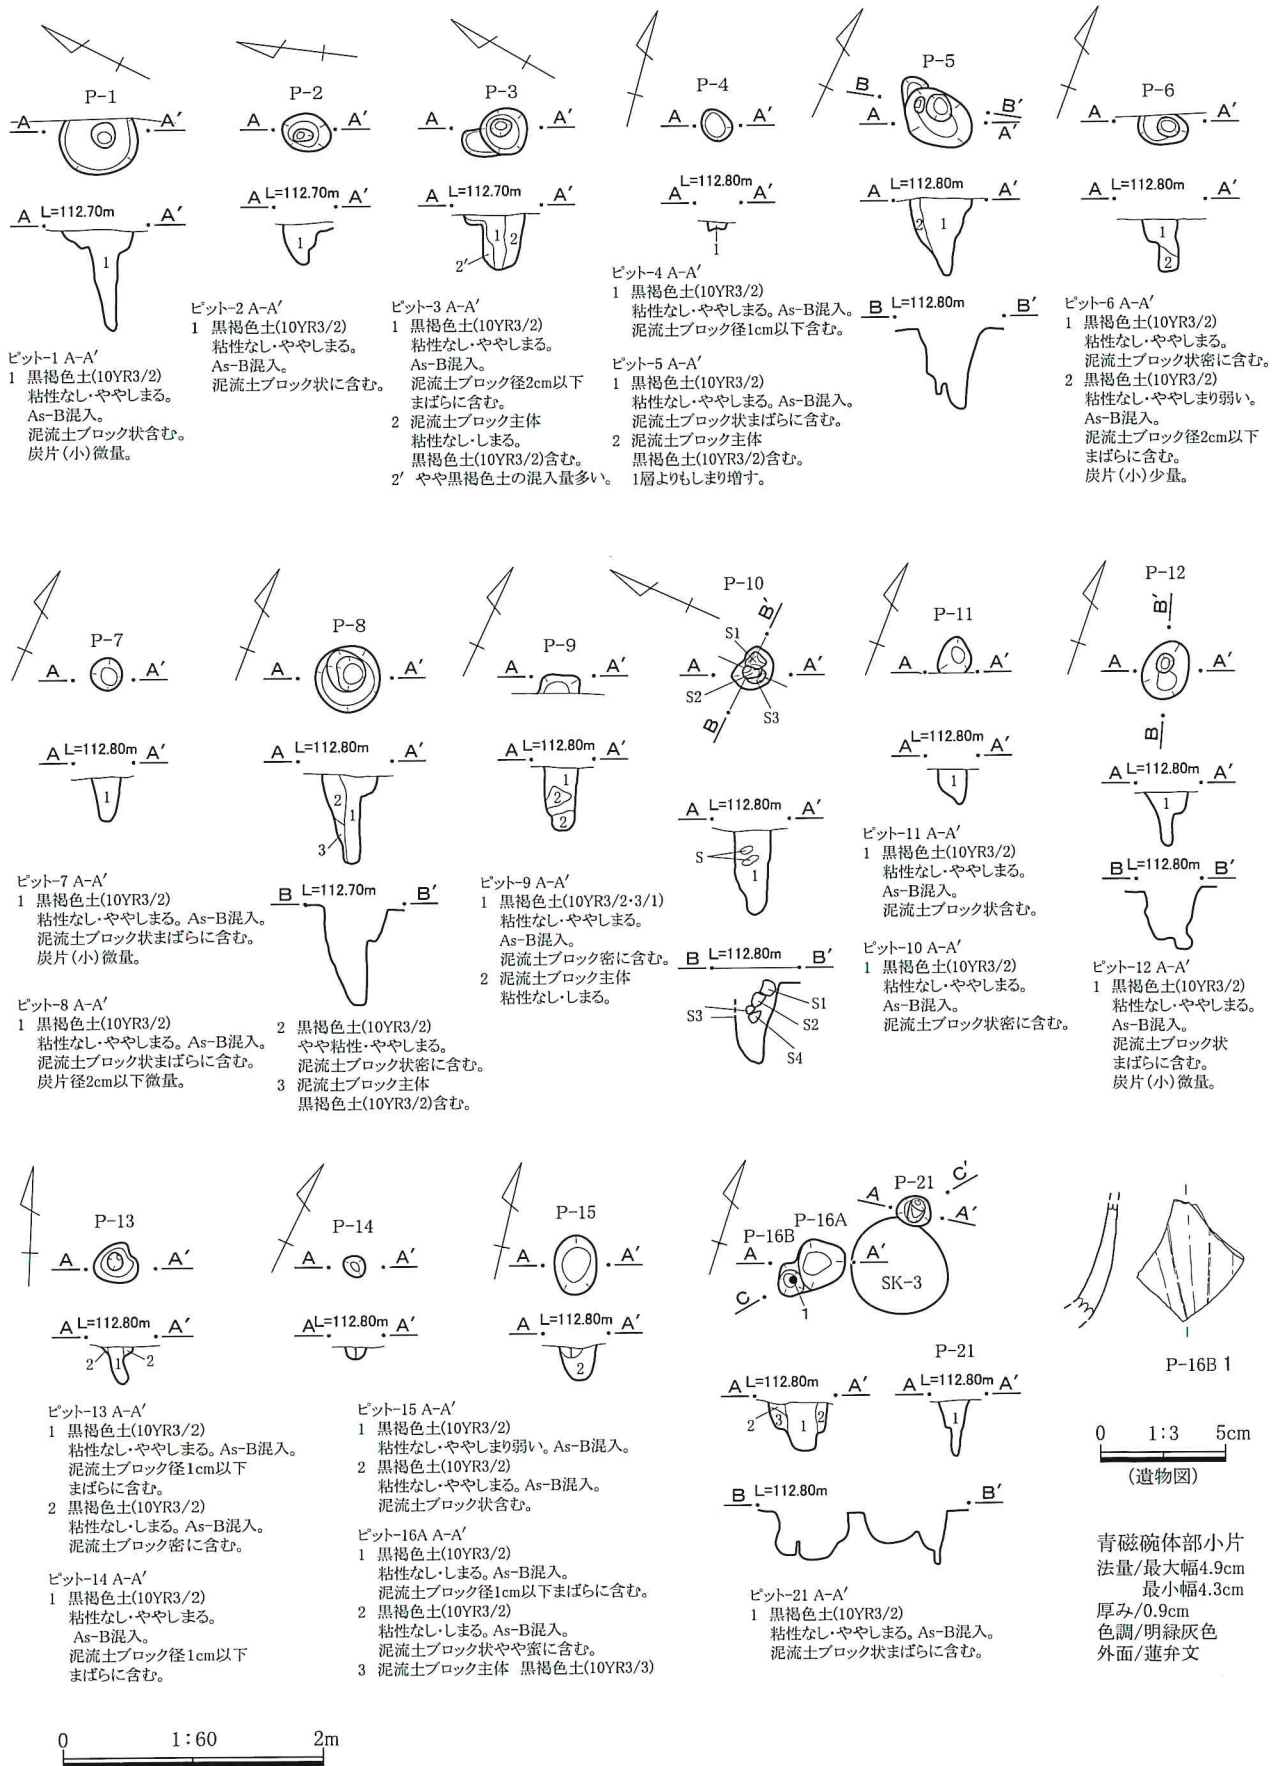 P-1
A A′
A L=112.70m A′
1
ピット-1 A-A′
1 黒褐色土(10YR3/2)
粘性なし・ややしまる。
As-B混入。
泥流土ブロック状含む。
炭片(小)微量。
P-2
A A′
A L=112.70m A′
1
ピット-2 A-A′
1 黒褐色土(10YR3/2)
粘性なし・ややしまる。
As-B混入。
泥流土ブロック状に含む。
P-3
A A′
A L=112.70m A′
1 2
2′
ピット-3 A-A′
1 黒褐色土(10YR3/2)
粘性なし・ややしまる。
As-B混入。
泥流土ブロック径2cm以下
まばらに含む。
2 泥流土ブロック主体
粘性なし・しまる。
黒褐色土(10YR3/2)含む。
2′ やや黒褐色土の混入量多い。
P-4
A A′
A L=112.80m A′
1
ピット-4 A-A′
1 黒褐色土(10YR3/2)
粘性なし・ややしまる。As-B混入。
泥流土ブロック径1cm以下含む。
P-5
B B′
A A′
A L=112.80m A′
2 1
B L=112.80m B′
ピット-5 A-A′
1 黒褐色土(10YR3/2)
粘性なし・ややしまる。As-B混入。
泥流土ブロック状まばらに含む。
2 泥流土ブロック主体
黒褐色土(10YR3/2)含む。
1層よりもしまり増す。
P-6
A A′
A L=112.80m A′
1
2
ピット-6 A-A′
1 黒褐色土(10YR3/2)
粘性なし・ややしまる。
泥流土ブロック状密に含む。
2 黒褐色土(10YR3/2)
粘性なし・ややしまり弱い。
As-B混入。
泥流土ブロック径2cm以下
まばらに含む。
炭片(小)少量。
P-7
A A′
A L=112.80m A′
1
ピット-7 A-A′
1 黒褐色土(10YR3/2)
粘性なし・ややしまる。As-B混入。
泥流土ブロック状まばらに含む。
炭片(小)微量。
P-8
A A′
A L=112.80m A′
2 1
3
B L=112.70m B′
ピット-8 A-A′
1 黒褐色土(10YR3/2)
粘性なし・ややしまる。As-B混入。
泥流土ブロック状まばらに含む。
炭片径2cm以下微量。
2 黒褐色土(10YR3/2)
やや粘性・ややしまる。
泥流土ブロック状密に含む。
3 泥流土ブロック主体
黒褐色土(10YR3/2)含む。
P-9
A A′
A L=112.80m A′
1
2
2
ピット-9 A-A′
1 黒褐色土(10YR3/2・3/1)
粘性なし・ややしまる。
As-B混入。
泥流土ブロック密に含む。
2 泥流土ブロック主体
粘性なし・しまる。
P-10
B′
S1
A A′
S2
S3
B
A L=112.80m A′
S
1
B L=112.80m B′
S1
S3
S2
S4
P-11
A A′
A L=112.80m A′
1
ピット-11 A-A′
1 黒褐色土(10YR3/2)
粘性なし・ややしまる。
As-B混入。
泥流土ブロック状含む。
ピット-10 A-A′
1 黒褐色土(10YR3/2)
粘性なし・ややしまる。
As-B混入。
泥流土ブロック状密に含む。
P-12
B′
A A′
B
A L=112.80m A′
1
B L=112.80m B′
ピット-12 A-A′
1 黒褐色土(10YR3/2)
粘性なし・ややしまる。
As-B混入。
泥流土ブロック状
まばらに含む。
炭片(小)微量。
P-13
A A′
A L=112.80m A′
2 1 2
ピット-13 A-A′
1 黒褐色土(10YR3/2)
粘性なし・ややしまる。As-B混入。
泥流土ブロック径1cm以下
まばらに含む。
2 黒褐色土(10YR3/2)
粘性なし・しまる。As-B混入。
泥流土ブロック密に含む。
P-14
A A′
A L=112.80m A′
ピット-14 A-A′
1 黒褐色土(10YR3/2)
粘性なし・ややしまる。
As-B混入。
泥流土ブロック径1cm以下
まばらに含む。
P-15
A A′
A L=112.80m A′
1
2
ピット-15 A-A′
1 黒褐色土(10YR3/2)
粘性なし・ややしまり弱い。As-B混入。
2 黒褐色土(10YR3/2)
粘性なし・ややしまる。As-B混入。
泥流土ブロック状含む。
ピット-16A A-A′
1 黒褐色土(10YR3/2)
粘性なし・しまる。As-B混入。
泥流土ブロック径1cm以下まばらに含む。
2 黒褐色土(10YR3/2)
粘性なし・しまる。As-B混入。
泥流土ブロック状やや蜜に含む。
3 泥流土ブロック主体 黒褐色土(10YR3/3)
P-21
C′
A A′
P-16A
P-16B
A A′
SK-3
C
1
P-21
A L=112.80m A′
2 3 1 2
A L=112.80m A′
1
B L=112.80m B′
ピット-21 A-A′
1 黒褐色土(10YR3/2)
粘性なし・ややしまる。As-B混入。
泥流土ブロック状まばらに含む。
P-16B 1
0 1:3 5cm
(遺物図)
青磁碗体部小片
法量/最大幅4.9cm
最小幅4.3cm
厚み/0.9cm
色調/明緑灰色
外面/蓮弁文
0 1:60 2m